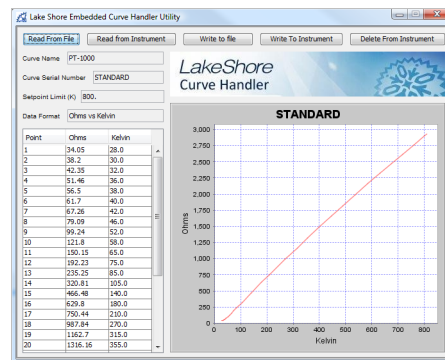 Lake Shore Embedded Curve Handler Utility
Read From File Read from Instrument Write to file Write To Instrument Delete From Instrument
Curve Name PT-1000
Curve Serial Number STANDARD
Setpoint Limit (K) 800.
Data Format Ohms vs Kelvin
LakeShore
Curve Handler
Point Ohms Kelvin
1 34.05 28.0
2 38.2 30.0
3 42.35 32.0
4 51.46 36.0
5 56.5 38.0
6 61.7 40.0
7 67.26 42.0
8 79.09 46.0
9 99.24 52.0
10 121.8 58.0
11 150.15 65.0
12 192.23 75.0
13 235.25 85.0
14 320.81 105.0
15 466.48 140.0
16 629.8 180.0
17 750.44 210.0
18 987.84 270.0
19 1162.7 315.0
20 1316.16 355.0
STANDARD
Ohms
3,000
2,750
2,500
2,250
2,000
1,750
1,500
1,250
1,000
750
500
250
0
0 100 200 300 400 500 600 700 800
Kelvin